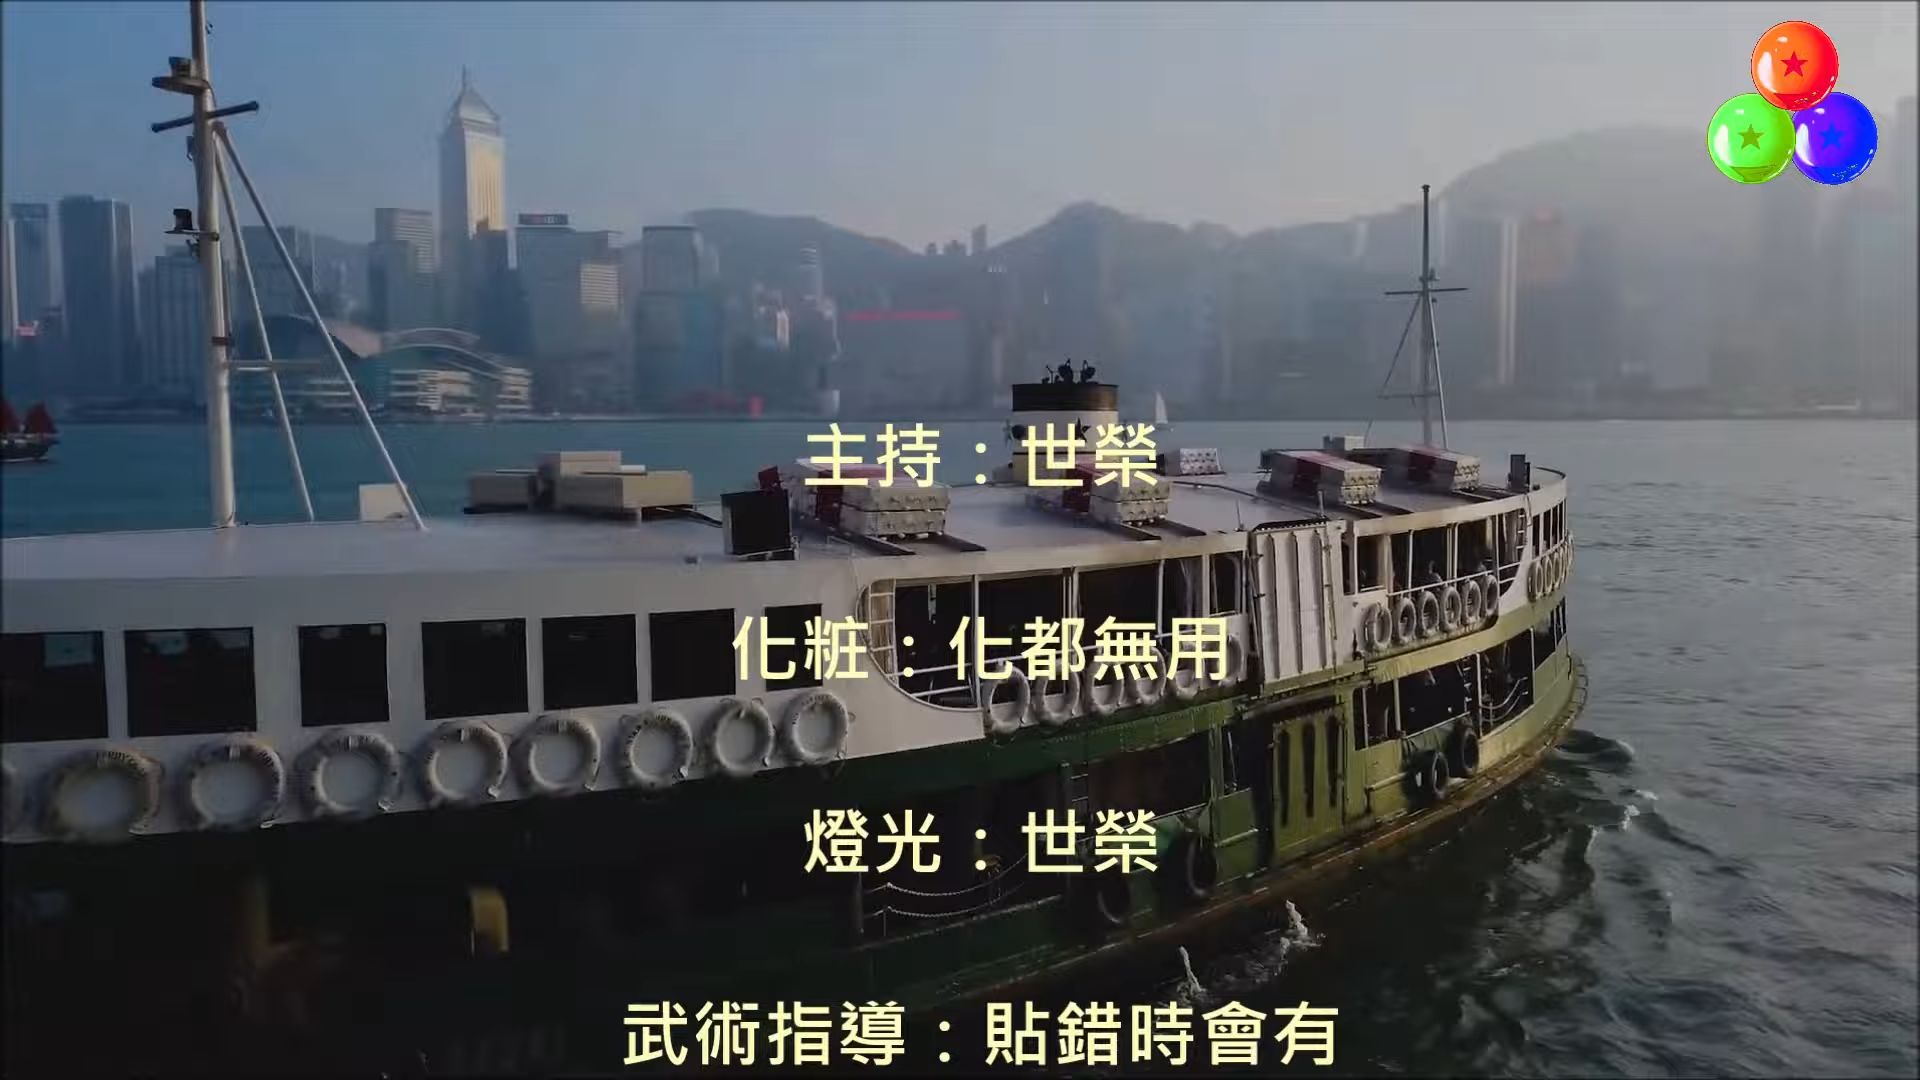 主持：世榮
化粧：化都無用
燈光：世榮
武術指導：貼錯時會有